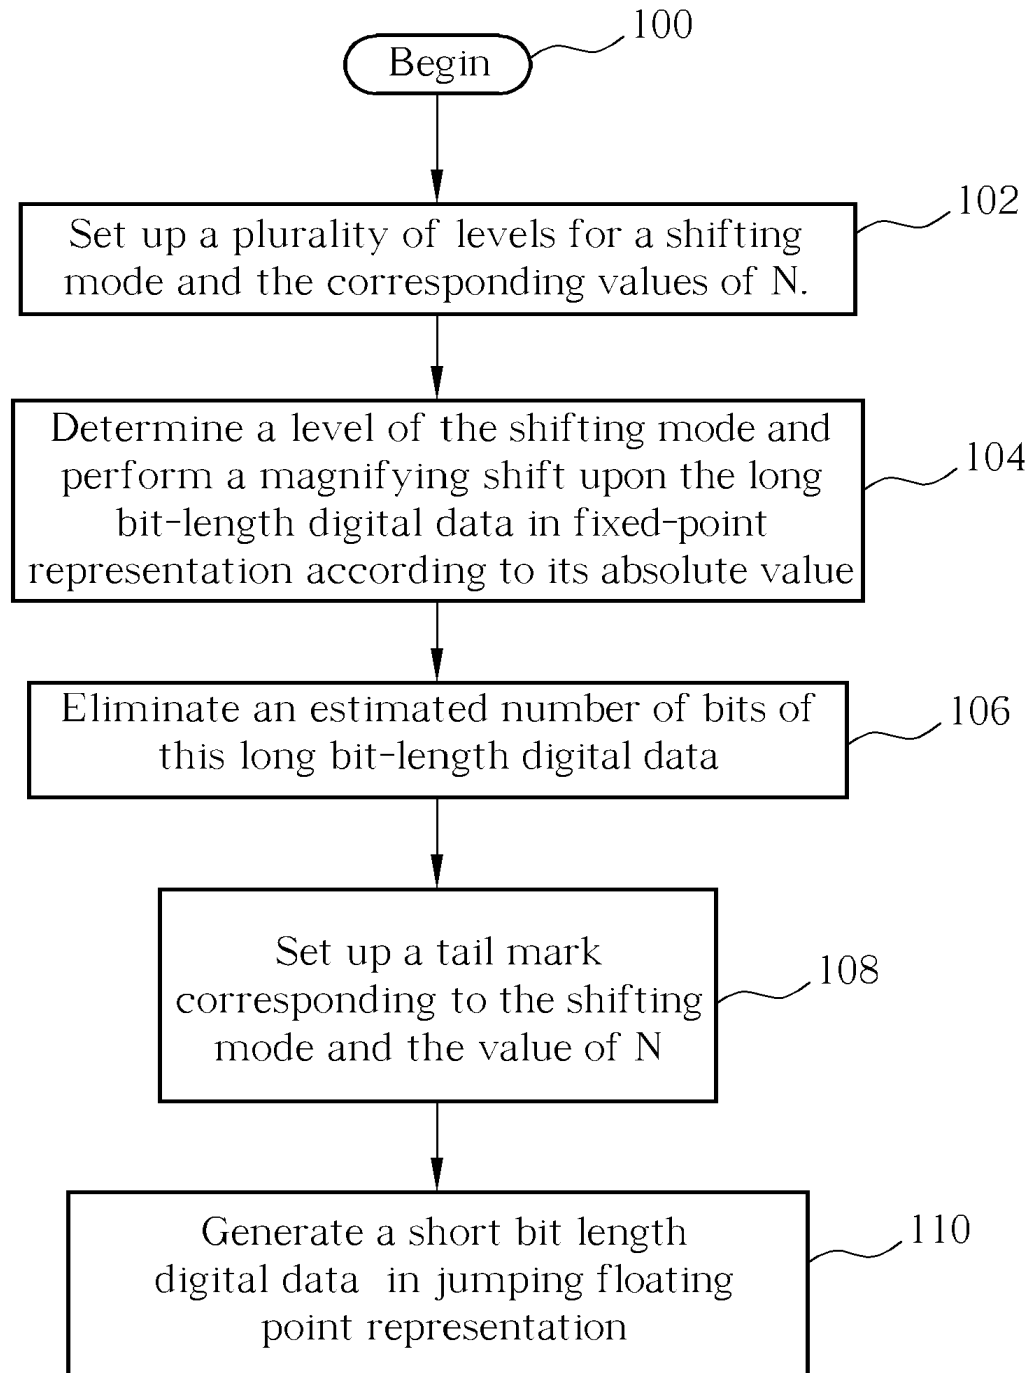 100
Begin
102
Set up a plurality of levels for a shifting
mode and the corresponding values of N.
Determine a level of the shifting mode and
perform a magnifying shift upon the long
bit-length digital data in fixed-point
representation according to its absolute value
104
Eliminate an estimated number of bits of
this long bit-length digital data
106
Set up a tail mark
corresponding to the shifting
mode and the value of N
108
Generate a short bit length
digital data in jumping floating
point representation
110